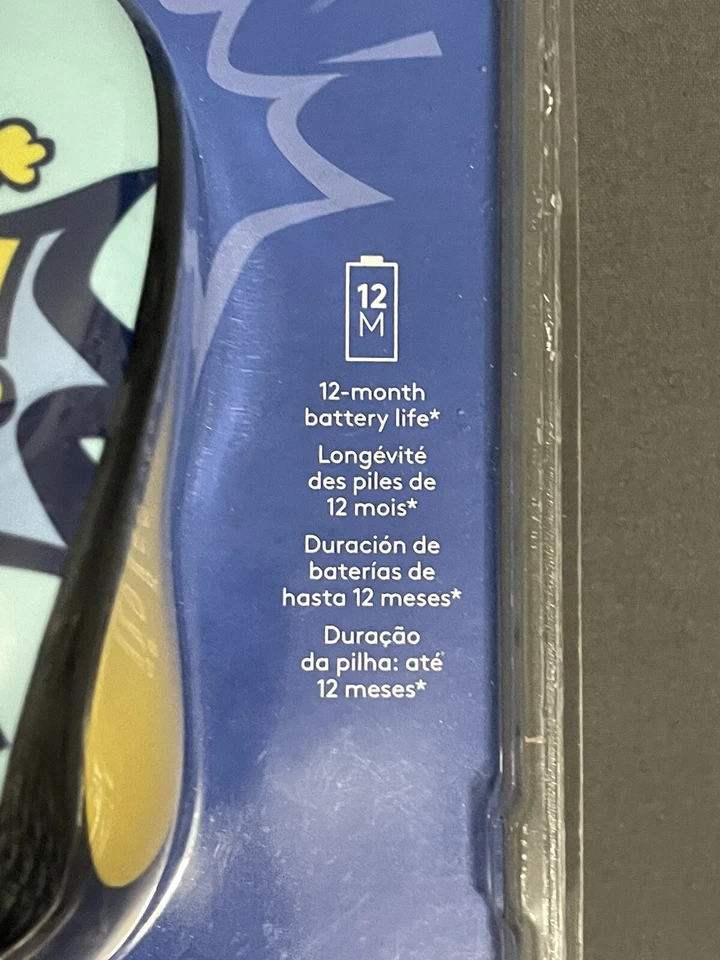 12
M
12-month
battery life*
Longévité
des piles de
12 mois*
Duración de
baterías de
hasta 12 meses*
Duração
da pilha: até
12 meses*